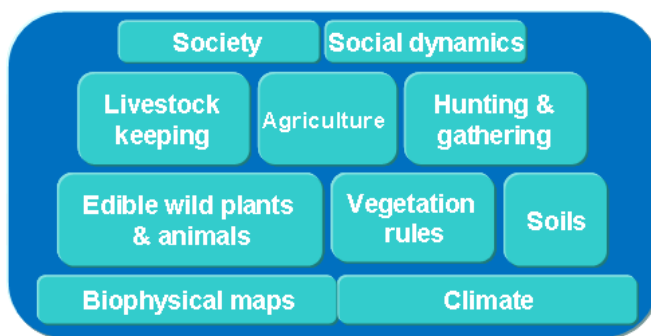 Society
Social dynamics
Livestock
keeping
Agriculture
Hunting &
gathering
Edible wild plants
& animals
Vegetation
rules
Soils
Biophysical maps
Climate